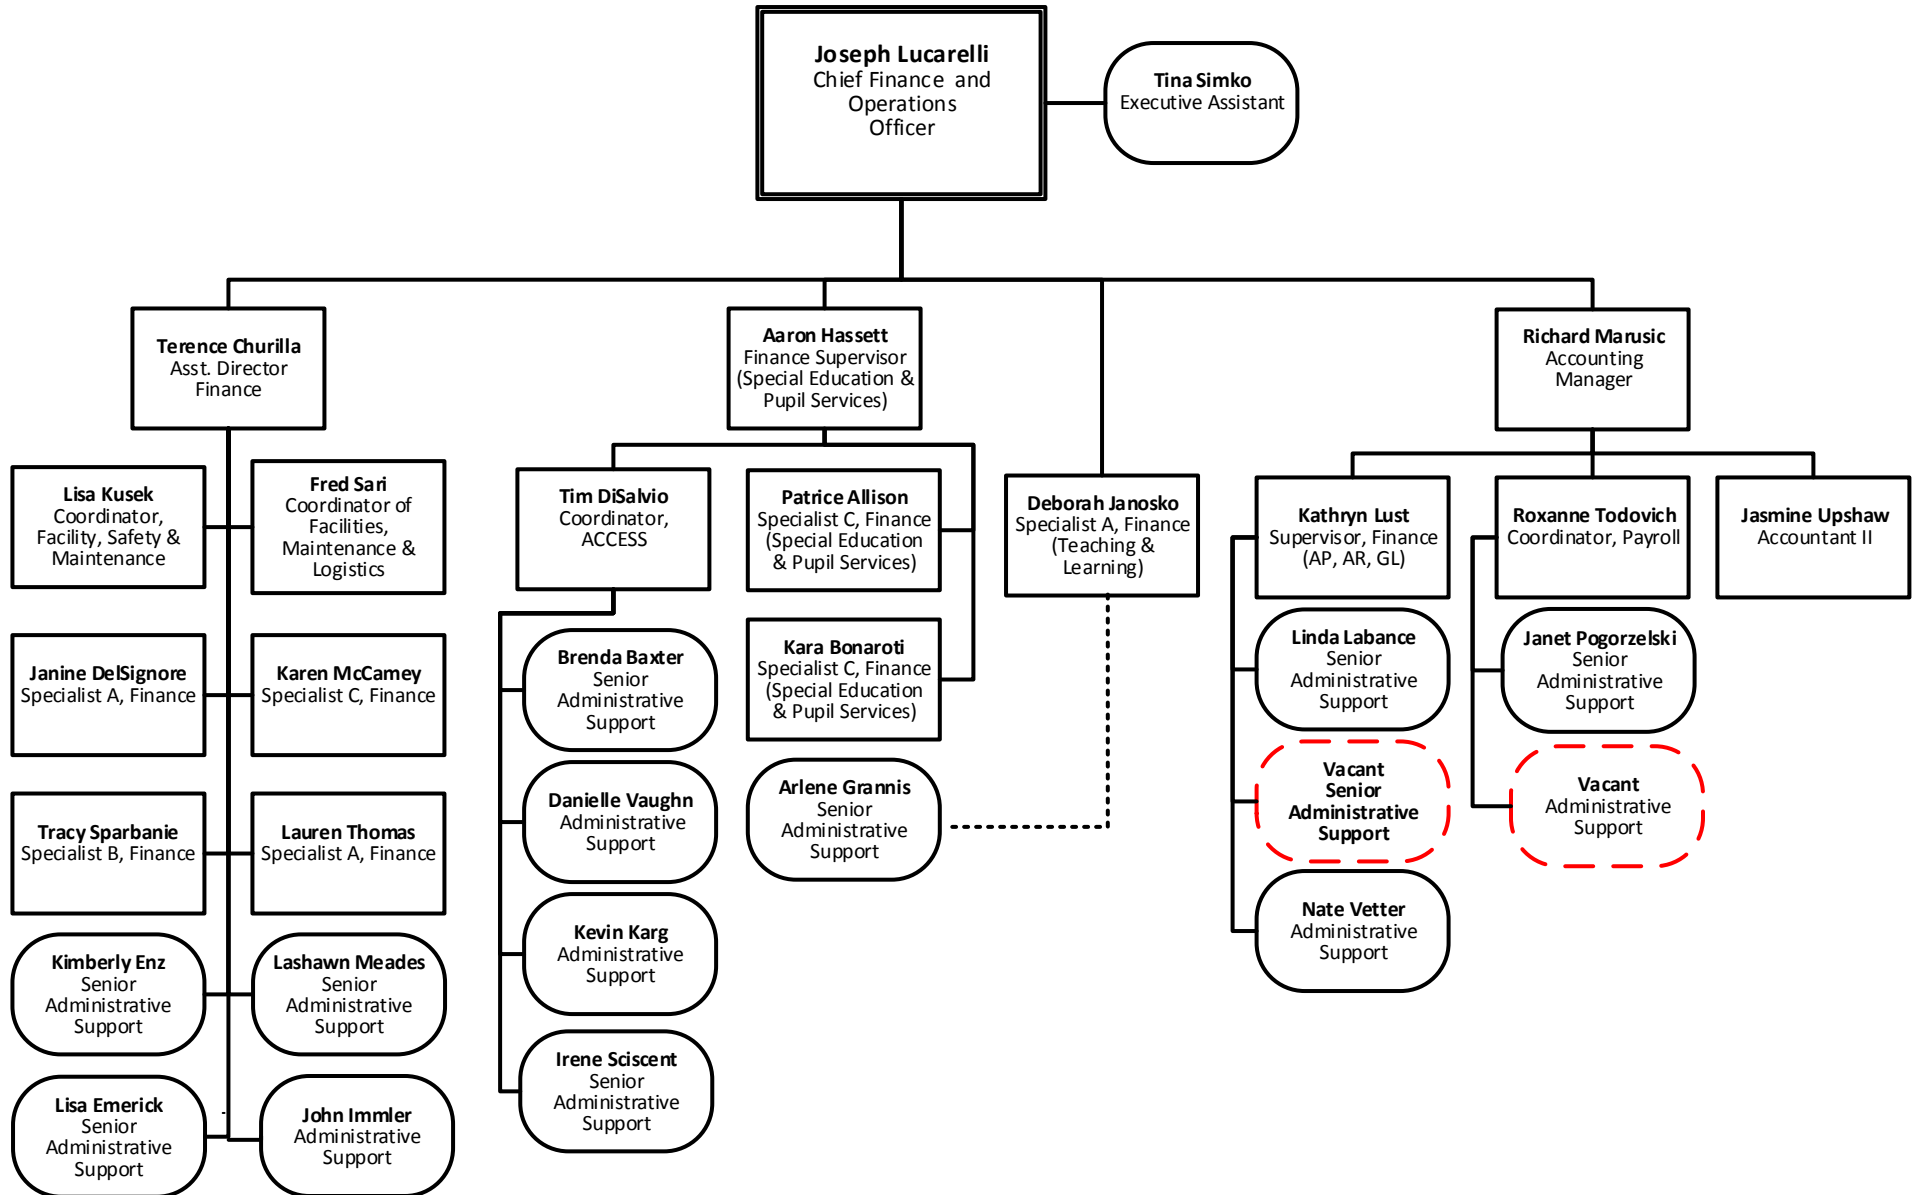 Joseph Lucarelli
Chief Finance and
Operations
Officer
Tina Simko
Executive Assistant
Terence Churilla
Asst. Director
Finance
Aaron Hassett
Finance Supervisor
(Special Education &
Pupil Services)
Richard Marusic
Accounting
Manager
Lisa Kusek
Coordinator,
Facility, Safety &
Maintenance
Fred Sari
Coordinator of
Facilities,
Maintenance &
Logistics
Janine DelSignore
Specialist A, Finance
Karen McCamey
Specialist C, Finance
Tracy Sparbanie
Specialist B, Finance
Lauren Thomas
Specialist A, Finance
Kimberly Enz
Senior
Administrative
Support
Lashawn Meades
Senior
Administrative
Support
Lisa Emerick
Senior
Administrative
Support
John Immler
Administrative
Support
Tim DiSalvio
Coordinator,
ACCESS
Brenda Baxter
Senior
Administrative
Support
Danielle Vaughn
Administrative
Support
Kevin Karg
Administrative
Support
Irene Sciscent
Senior
Administrative
Support
Patrice Allison
Specialist C, Finance
(Special Education
& Pupil Services)
Kara Bonaroti
Specialist C, Finance
(Special Education
& Pupil Services)
Arlene Grannis
Senior
Administrative
Support
Deborah Janosko
Specialist A, Finance
(Teaching &
Learning)
Kathryn Lust
Supervisor, Finance
(AP, AR, GL)
Linda Labance
Senior
Administrative
Support
Vacant
Senior
Administrative
Support
Nate Vetter
Administrative
Support
Roxanne Todovich
Coordinator, Payroll
Janet Pogorzelski
Senior
Administrative
Support
Vacant
Administrative
Support
Jasmine Upshaw
Accountant II